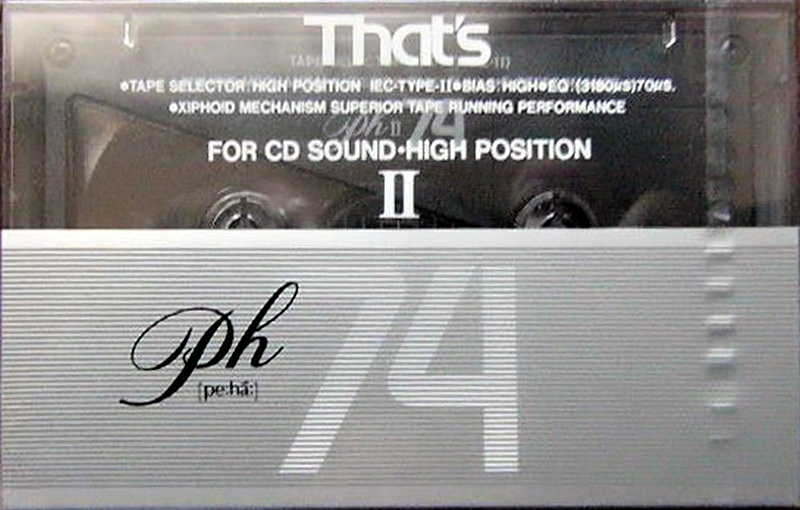 That's
•TAPE SELECTOR:HIGH POSITION IEC•TYPE-II•BIAS:HIGH•EQ:(3180μs)70μs.
•XIPHOID MECHANISM SUPERIOR TAPE RUNNING PERFORMANCE
Ph II 74
FOR CD SOUND•HIGH POSITION
II
Ph 74
[pe:há:]